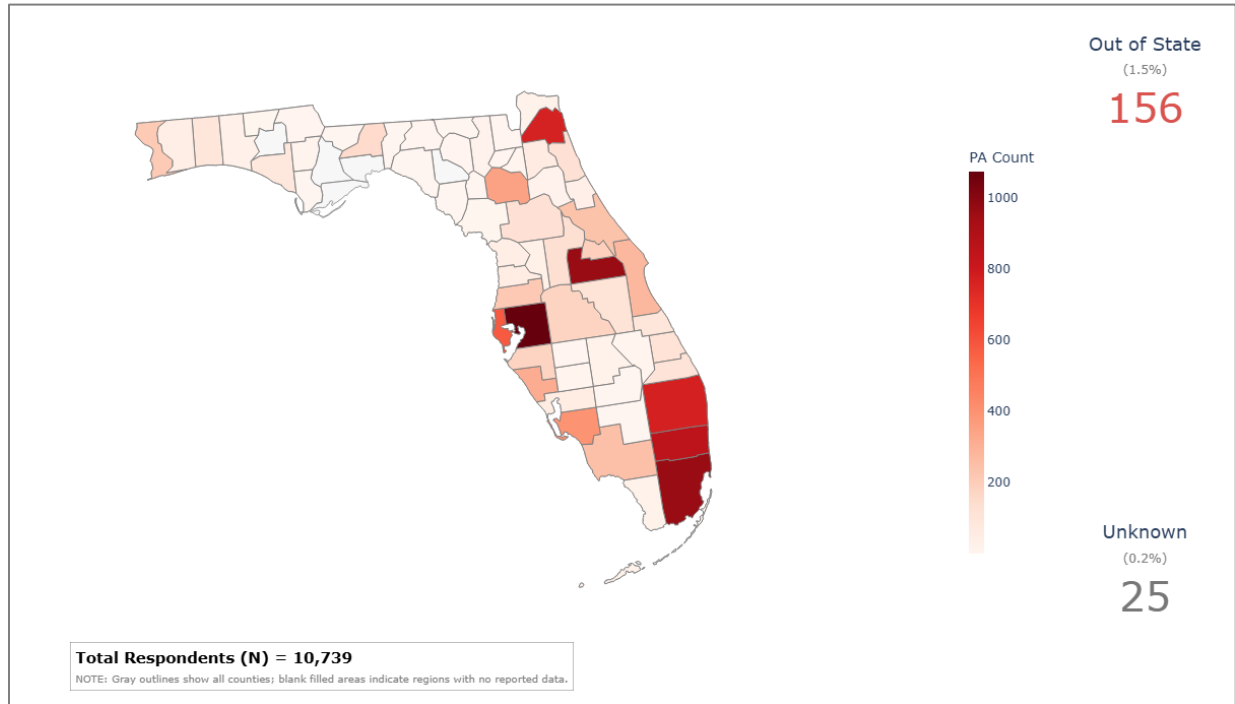 Out of State
(1.5%)
156
PA Count
1000
800
600
400
200
Unknown
(0.2%)
25
Total Respondents (N) = 10,739
NOTE: Gray outlines show all counties; blank filled areas indicate regions with no reported data.